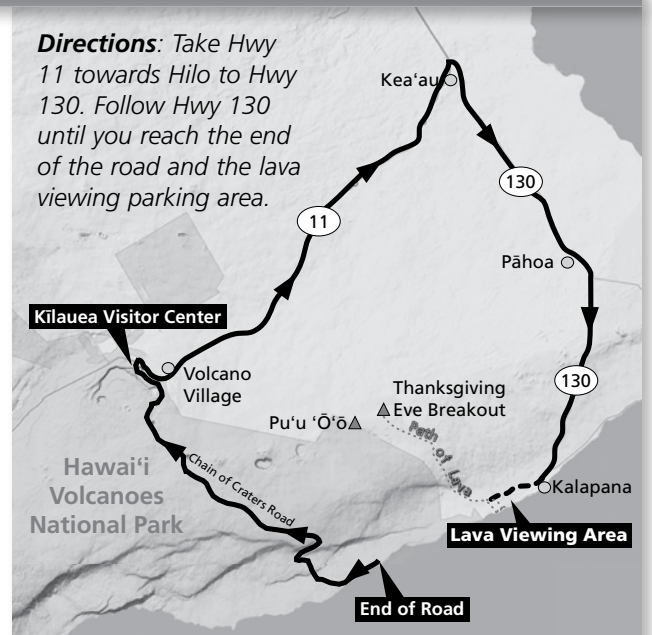 Directions: Take Hwy
11 towards Hilo to Hwy
130. Follow Hwy 130
until you reach the end
of the road and the lava
viewing parking area.
Kea‘au
130
11
Pāhoa
Kīlauea Visitor Center
Volcano
Village
130
Thanksgiving
Eve Breakout
Pu‘u ‘Ō‘ō
Path of Lava
Hawai‘i
Volcanoes
National Park
Chain of Craters Road
Kalapana
Lava Viewing Area
End of Road